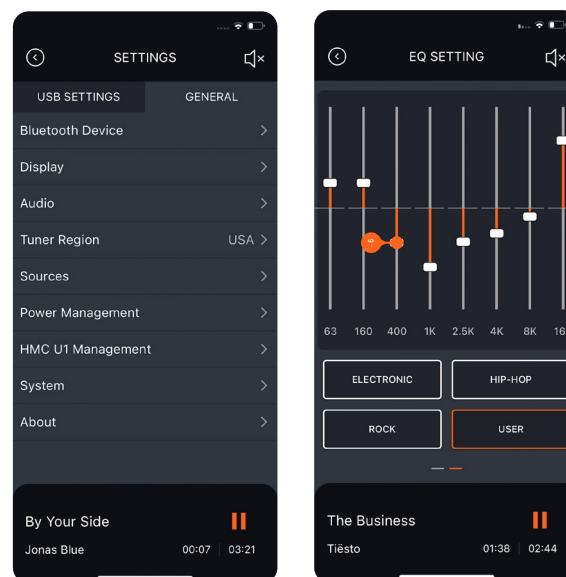 SETTINGS
USB SETTINGS GENERAL
Bluetooth Device
Display
Audio
Tuner Region USA
Sources
Power Management
HMC U1 Management
System
About
By Your Side
Jonas Blue 00:07 03:21
EQ SETTING
63 160 400 1K 2.5K 4K 8K 16
ELECTRONIC HIP-HOP
ROCK USER
The Business
Tiësto 01:38 02:44